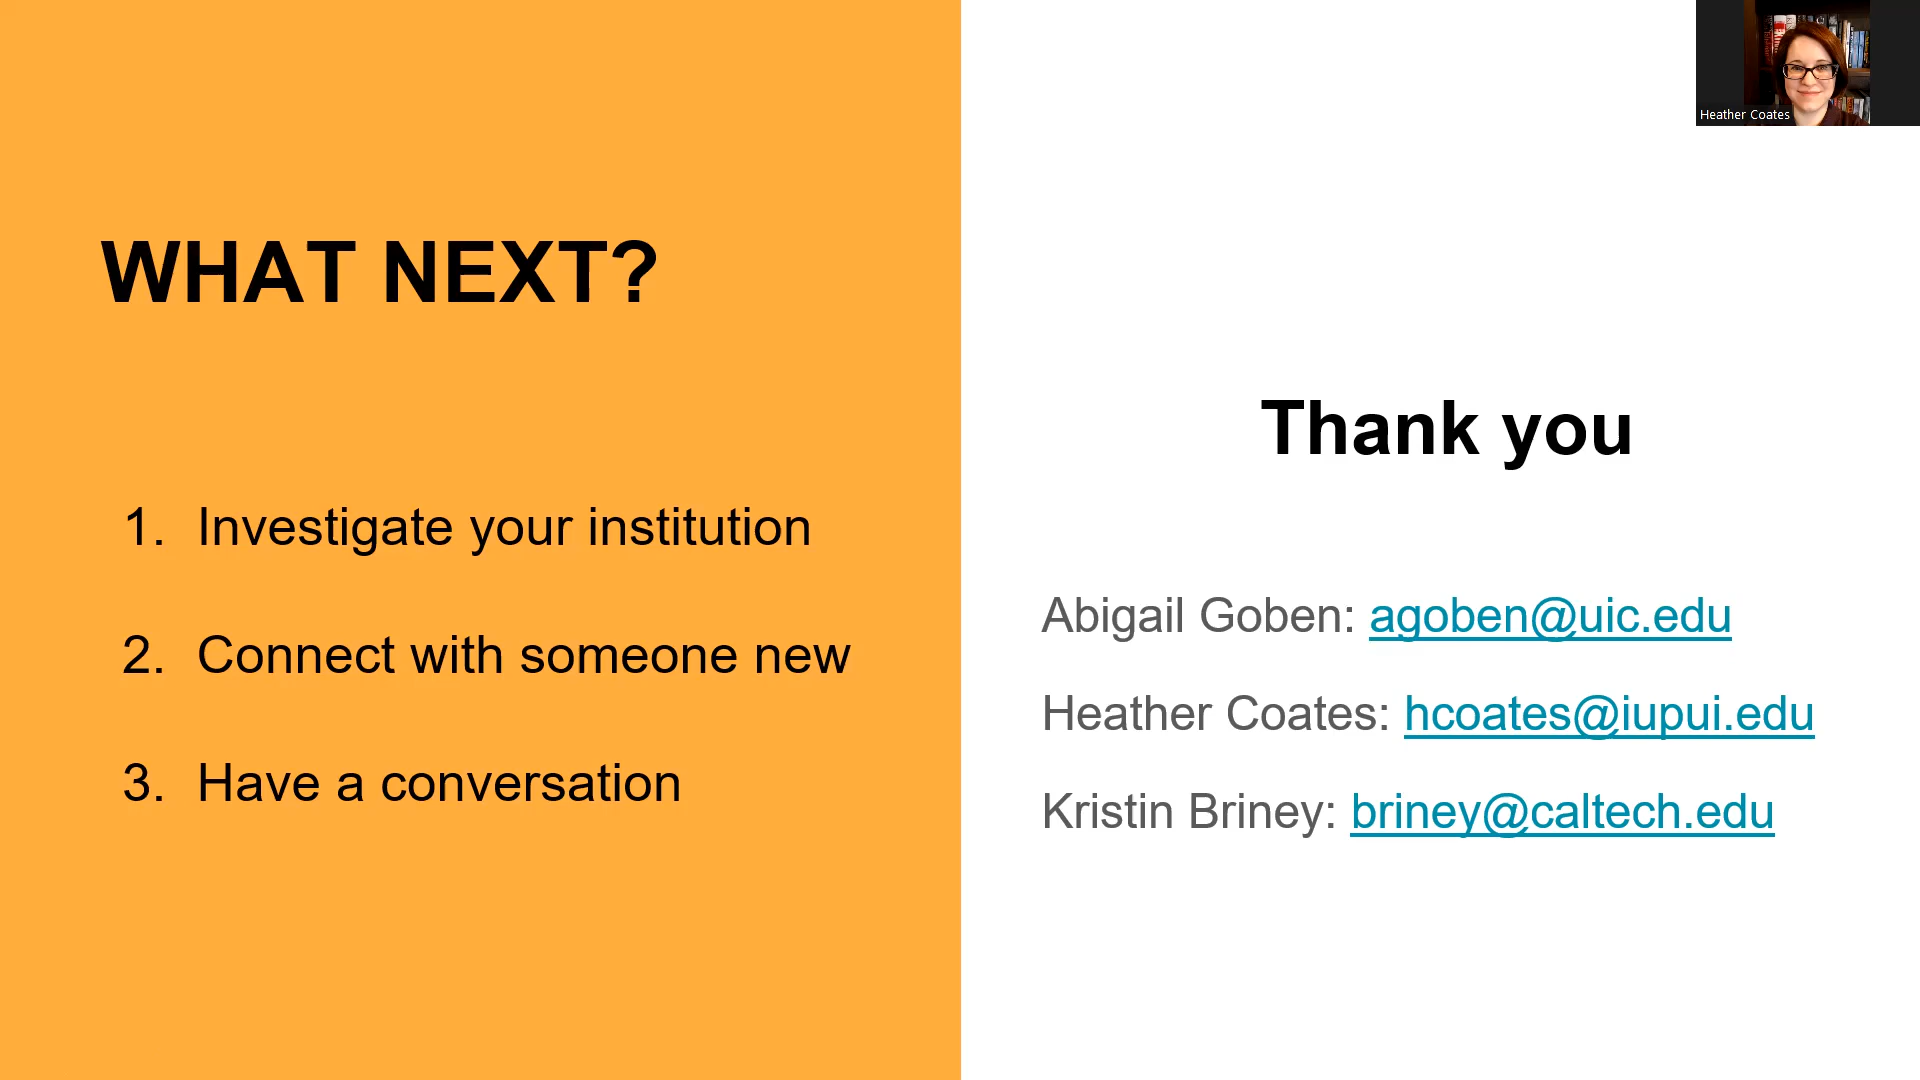 WHAT NEXT?
1. Investigate your institution
2. Connect with someone new
3. Have a conversation
Heather Coates
Thank you
Abigail Goben: agoben@uic.edu
Heather Coates: hcoates@iupui.edu
Kristin Briney: briney@caltech.edu